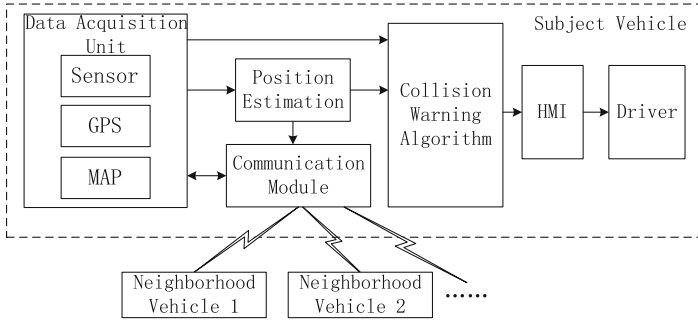 Data Acquisition
Unit
Sensor
GPS
MAP
Position
Estimation
Communication
Module
Collision
Warning
Algorithm
HMI
Driver
Subject Vehicle
Neighborhood
Vehicle 1
Neighborhood
Vehicle 2
......